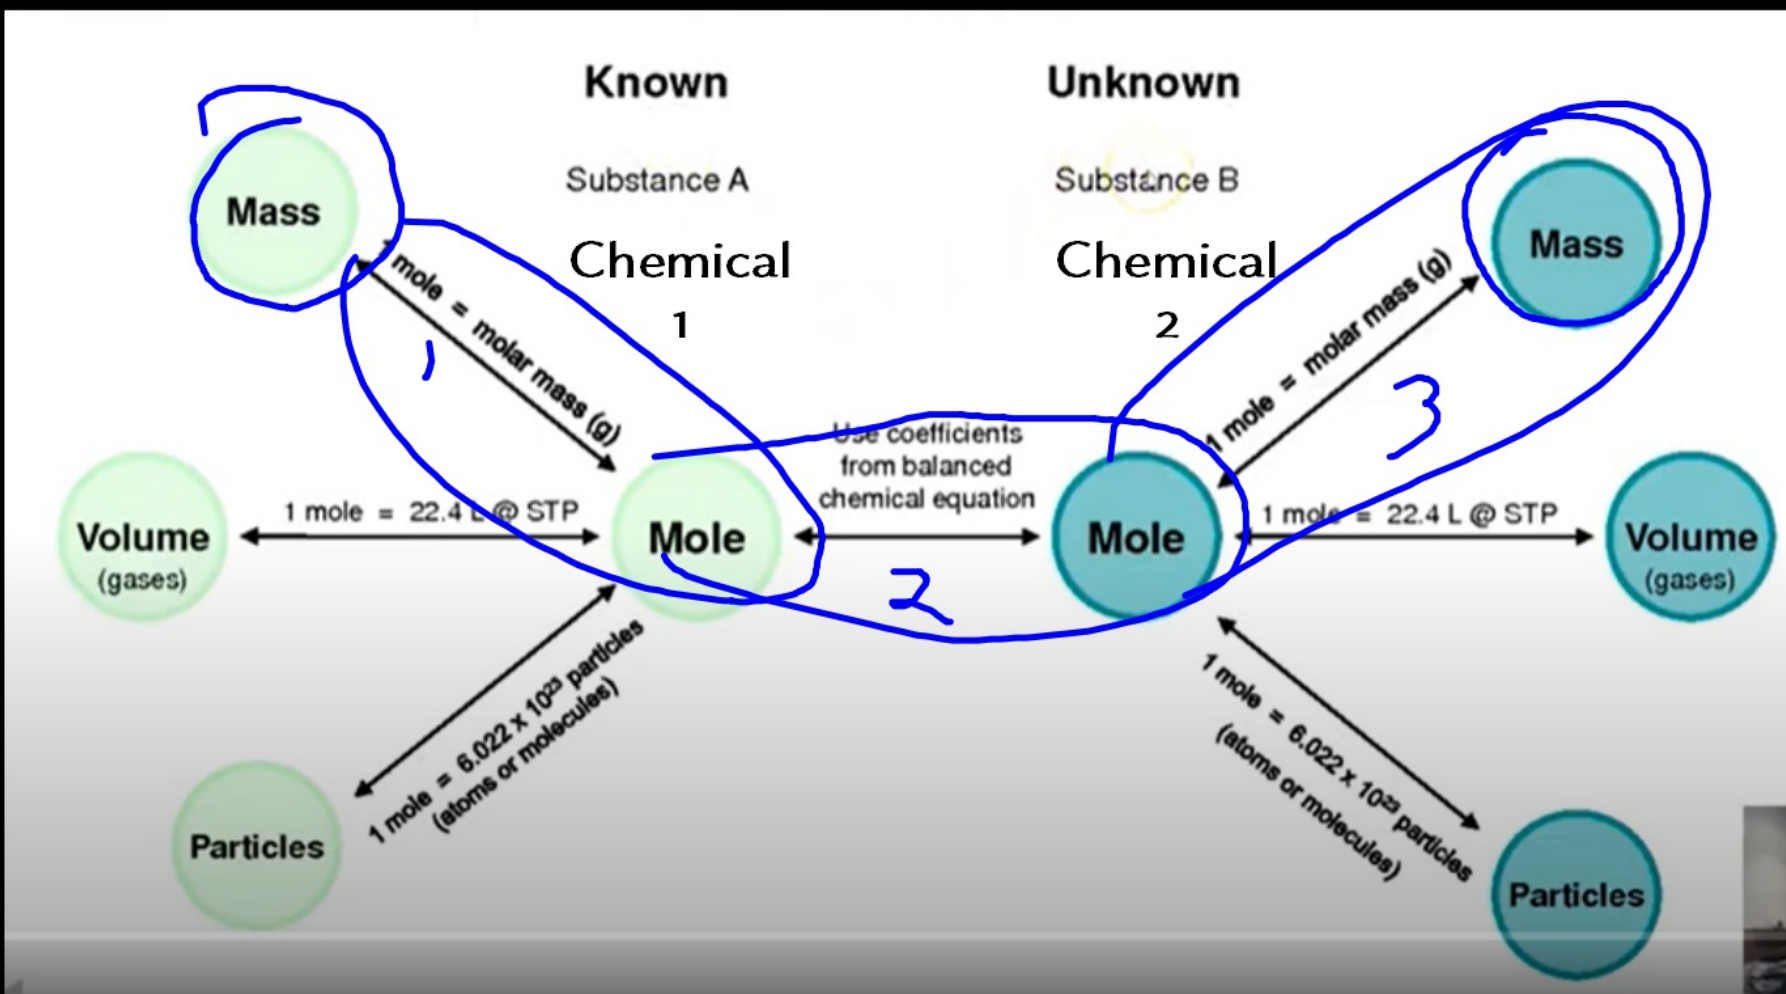 Known
Unknown
Substance A
Substance B
Chemical
1
Chemical
2
Mass
Mass
1 mole = molar mass (g)
1 mole = molar mass (g)
1
3
Use coefficients
from balanced
chemical equation
Volume
(gases)
1 mole = 22.4 L @ STP
Mole
Mole
1 mole = 22.4 L @ STP
Volume
(gases)
2
1 mole = 6.022 x 10²³ particles
(atoms or molecules)
1 mole = 6.022 x 10²³ particles
(atoms or molecules)
Particles
Particles